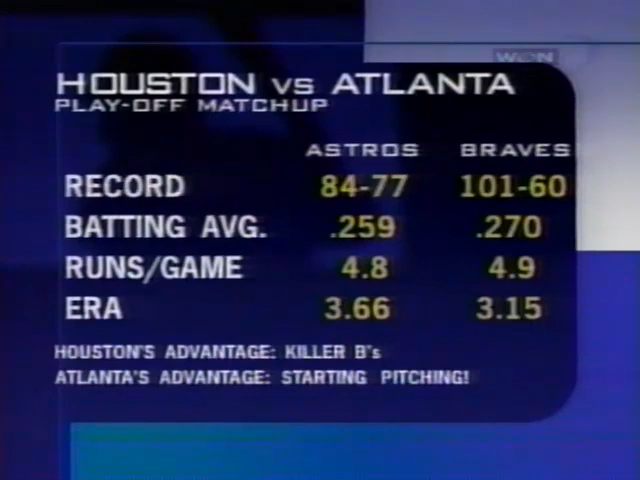 WGN
HOUSTON VS ATLANTA
PLAY-OFF MATCHUP
ASTROS BRAVES
RECORD 84-77 101-60
BATTING AVG. .259 .270
RUNS/GAME 4.8 4.9
ERA 3.66 3.15
HOUSTON'S ADVANTAGE: KILLER B's
ATLANTA'S ADVANTAGE: STARTING PITCHING!